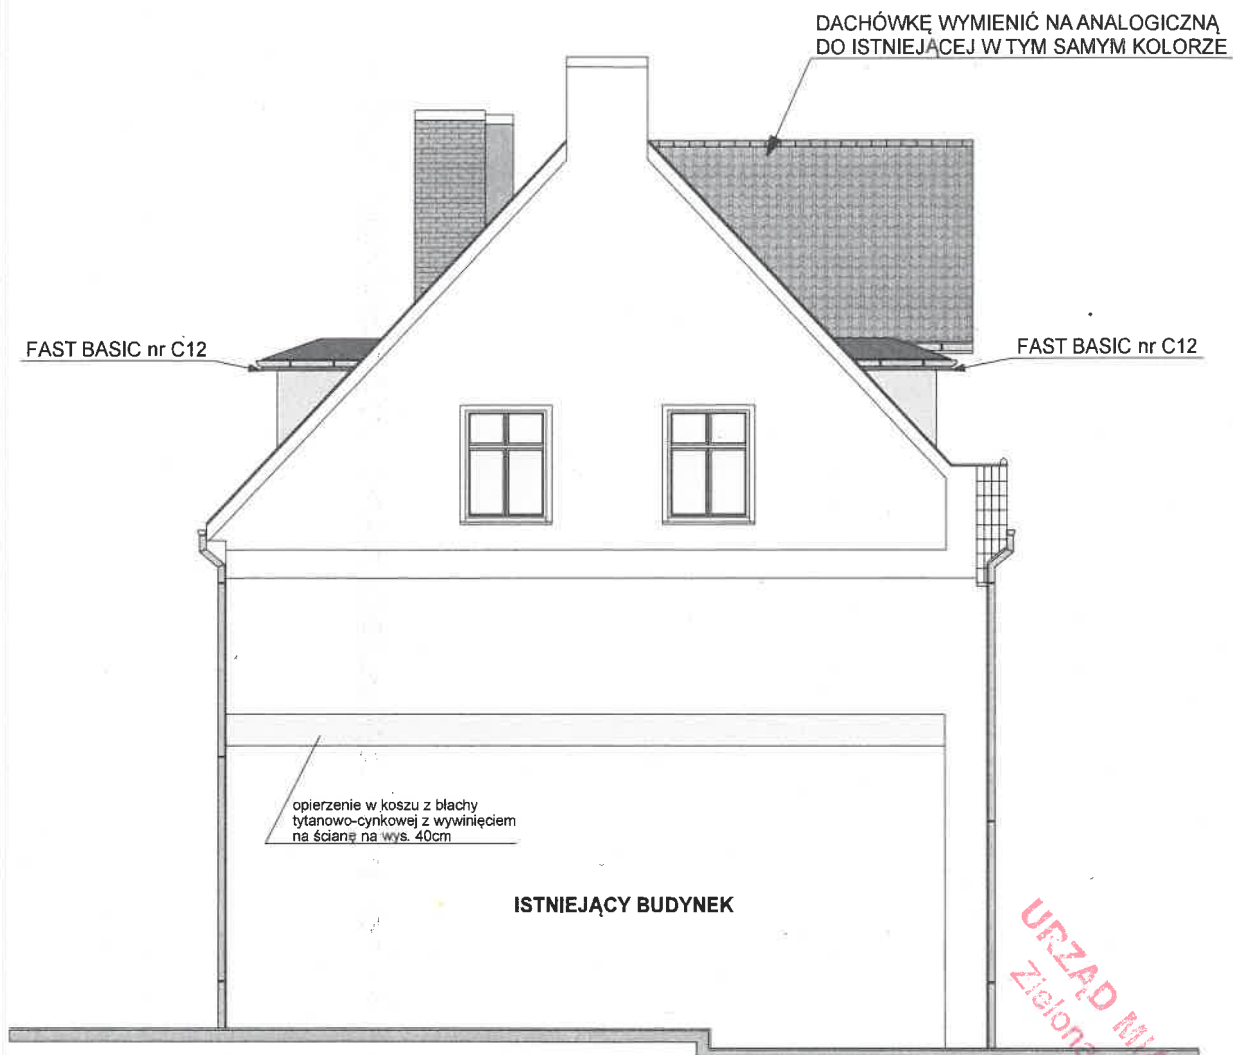 DACHÓWKĘ WYMIENIĆ NA ANALOGICZNĄ
DO ISTNIEJĄCEJ W TYM SAMYM KOLORZE
FAST BASIC nr C12
FAST BASIC nr C12
opierzenie w koszu z blachy
tytanowo-cynkowej z wywinięciem
na ścianę na wys. 40cm
ISTNIEJĄCY BUDYNEK
URZĄD